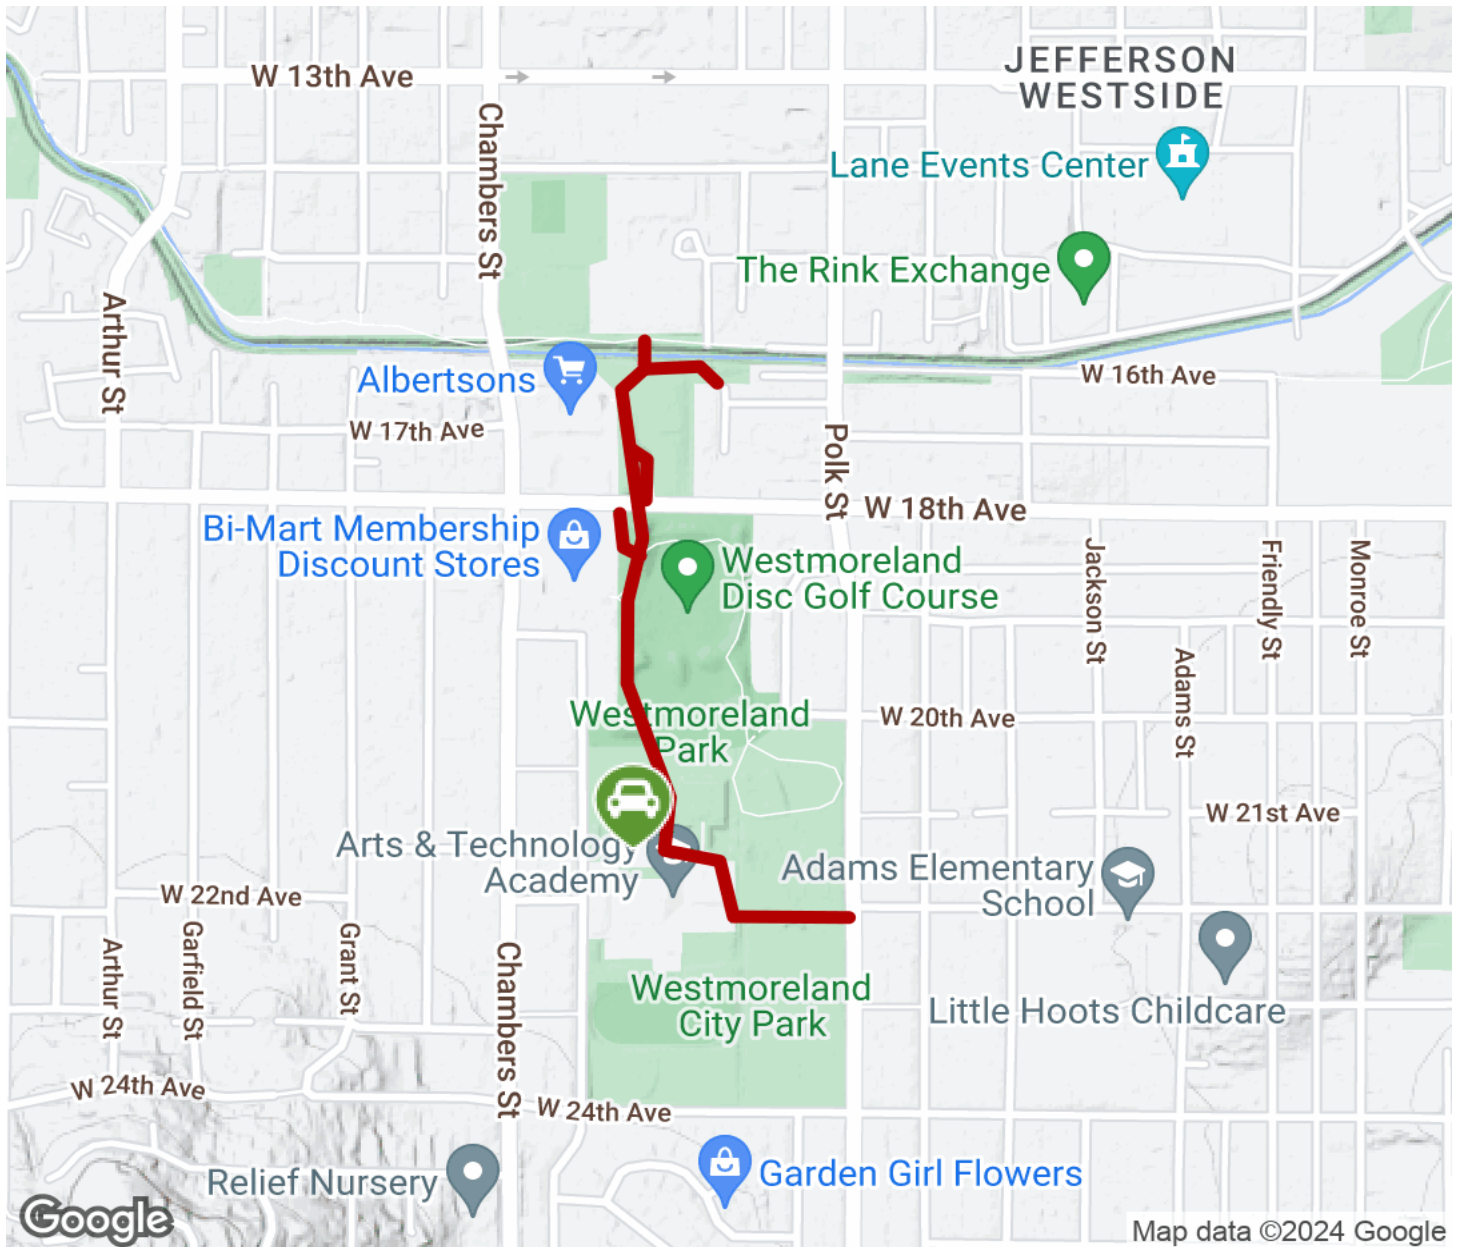 JEFFERSON
WESTSIDE
W 13th Ave
Chambers St
Lane Events Center
The Rink Exchange
Arthur St
Albertsons
W 16th Ave
W 17th Ave
Polk St
W 18th Ave
Bi-Mart Membership
Discount Stores
Westmoreland
Disc Golf Course
Jackson St
Friendly St
Monroe St
Adams St
Westmoreland
Park
W 20th Ave
W 21st Ave
Arts & Technology
Academy
Adams Elementary
School
W 22nd Ave
Arthur St
Garfield St
Grant St
Chambers St
Westmoreland
City Park
Little Hoots Childcare
W 24th Ave
W 24th Ave
Relief Nursery
Garden Girl Flowers
Google
Map data ©2024 Google